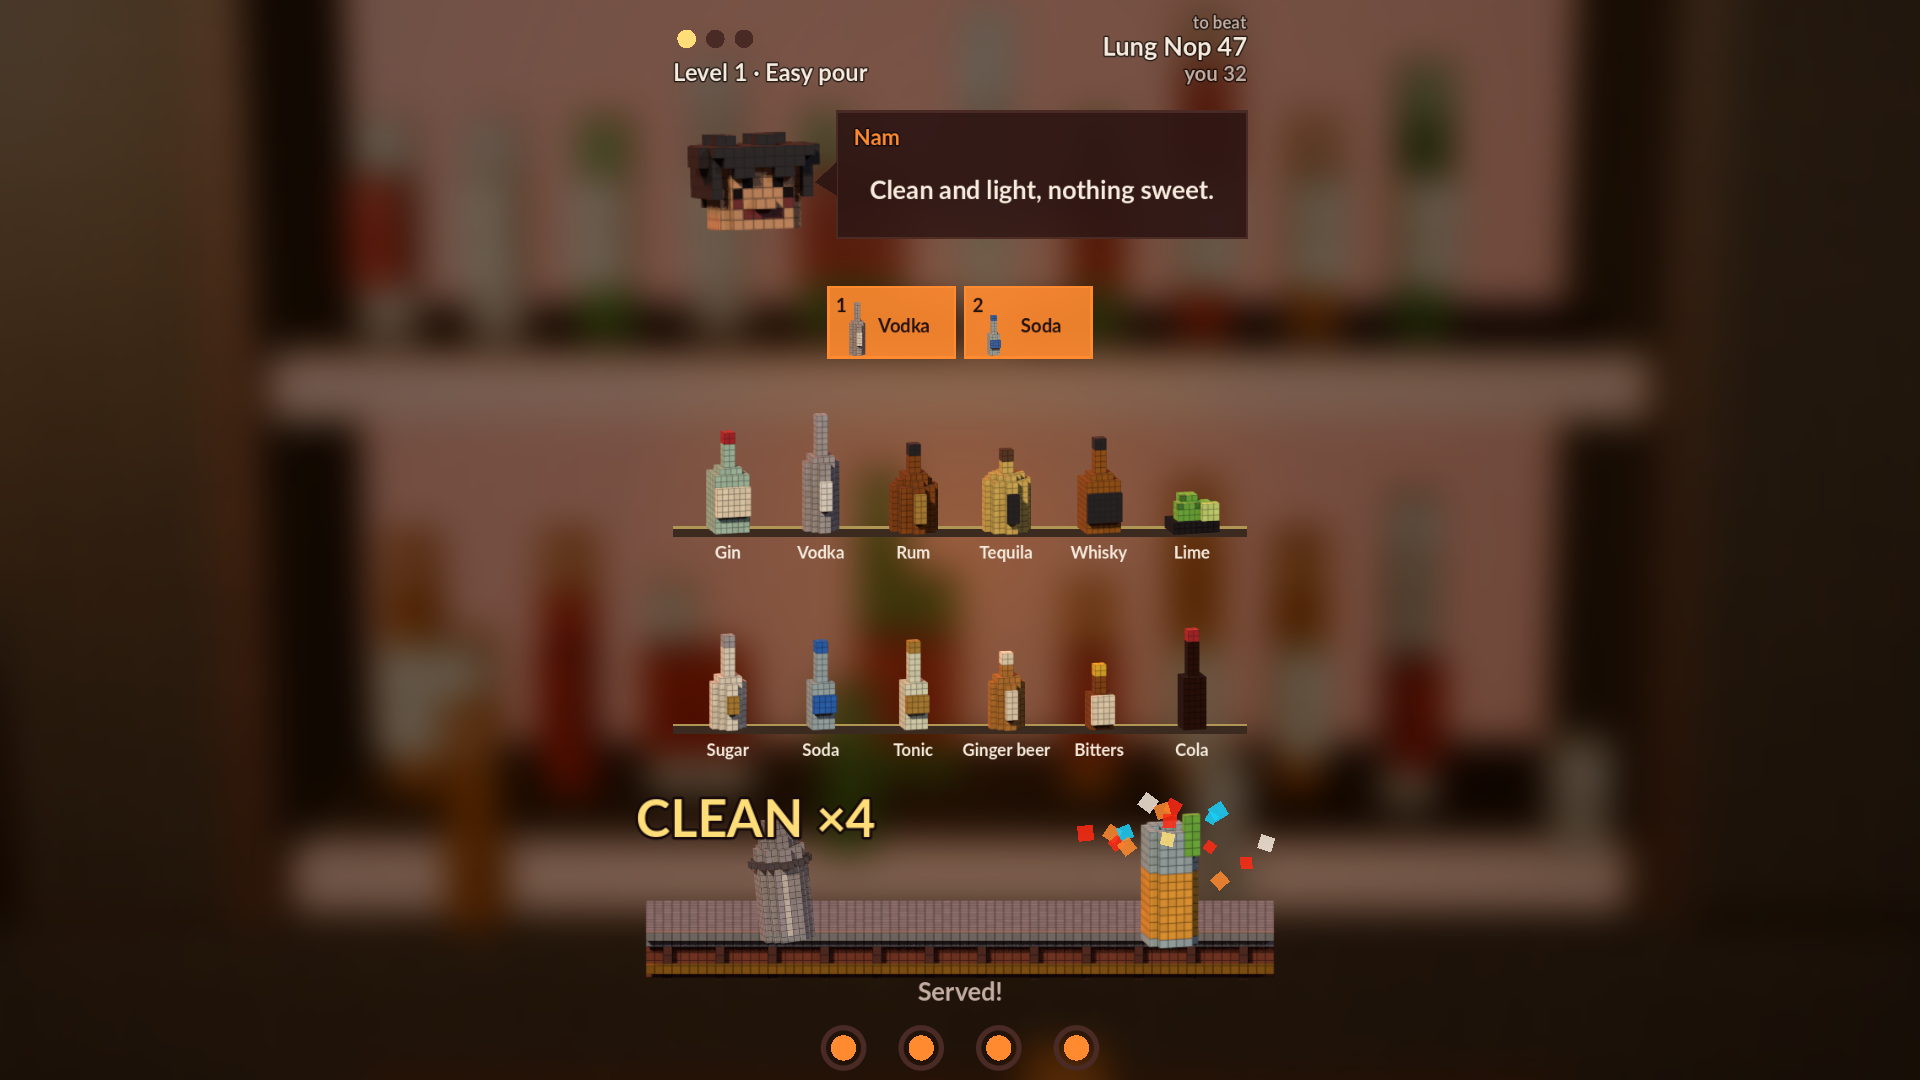 to beat
Level 1 · Easy pour
Lung Nop 47
you 32
Nam
Clean and light, nothing sweet.
1 Vodka
2 Soda
Gin Vodka Rum Tequila Whisky Lime
Sugar Soda Tonic Ginger beer Bitters Cola
CLEAN ×4
Served!